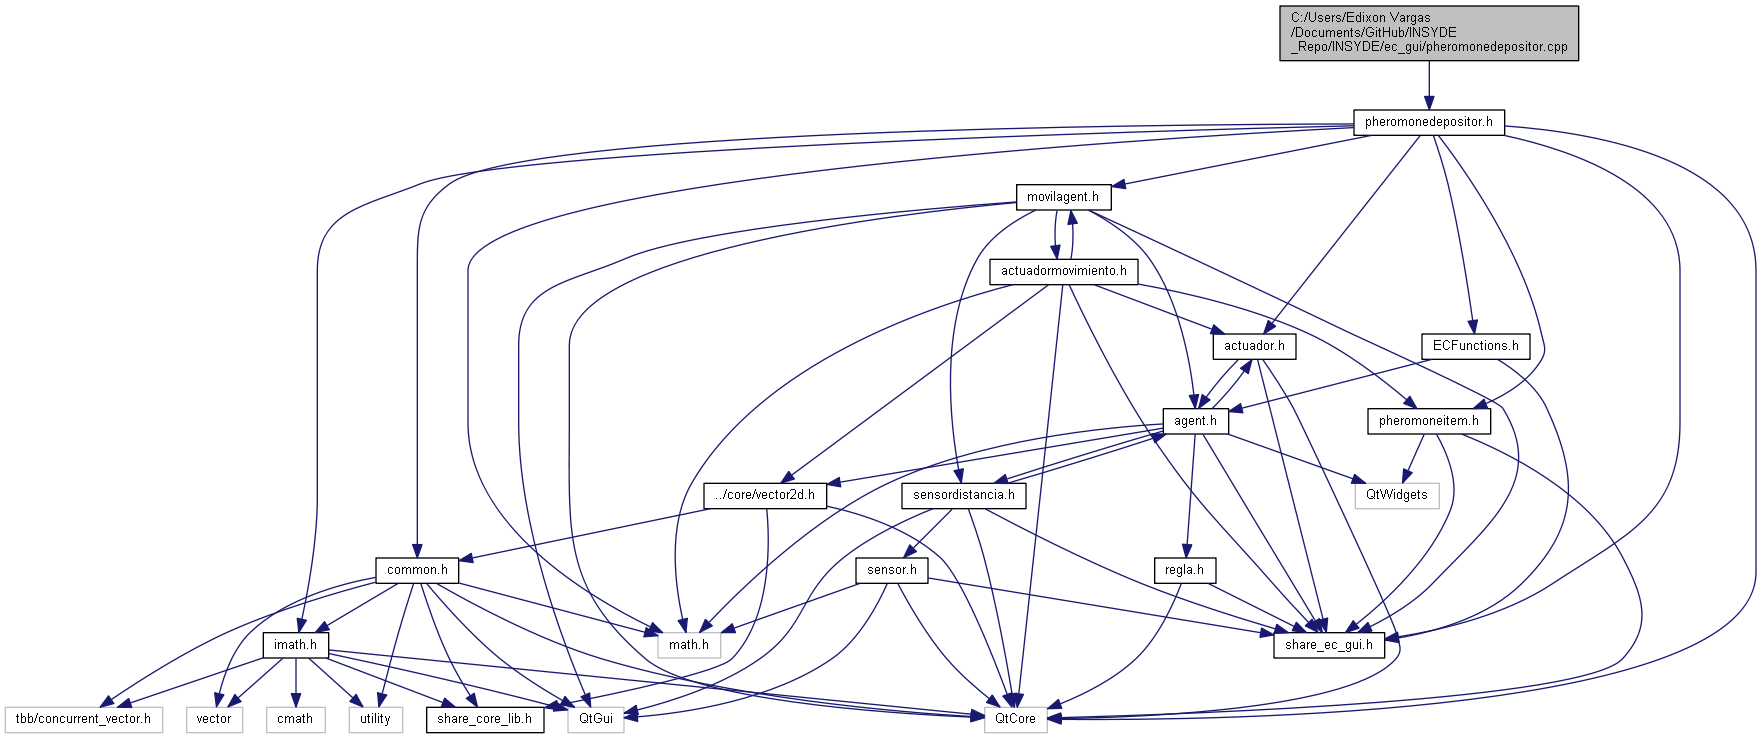 C:/Users/Edixon Vargas
/Documents/GitHub/INSYDE
_Repo/INSYDE/ec_gui/pheromonedepositor.cpp
pheromonedepositor.h
movilagent.h
actuadormovimiento.h
actuador.h
ECFunctions.h
agent.h
pheromoneitem.h
../core/vector2d.h
sensordistancia.h
QtWidgets
common.h
sensor.h
regla.h
imath.h
math.h
share_ec_gui.h
tbb/concurrent_vector.h
vector
cmath
utility
share_core_lib.h
QtGui
QtCore